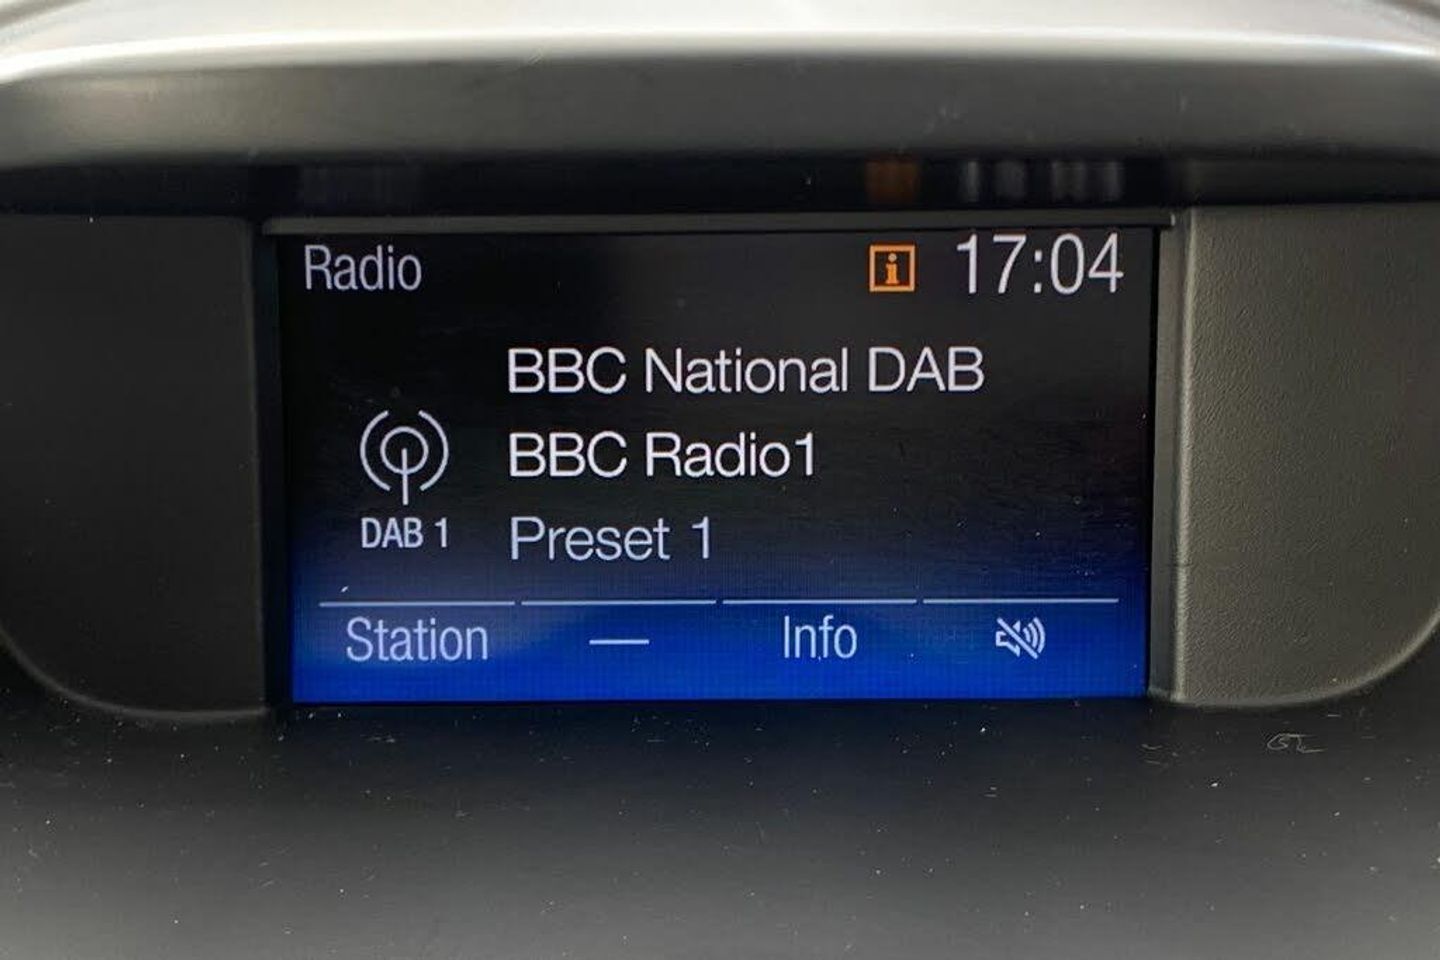 Radio i 17:04
BBC National DAB
BBC Radio1
DAB 1 Preset 1
Station — Info